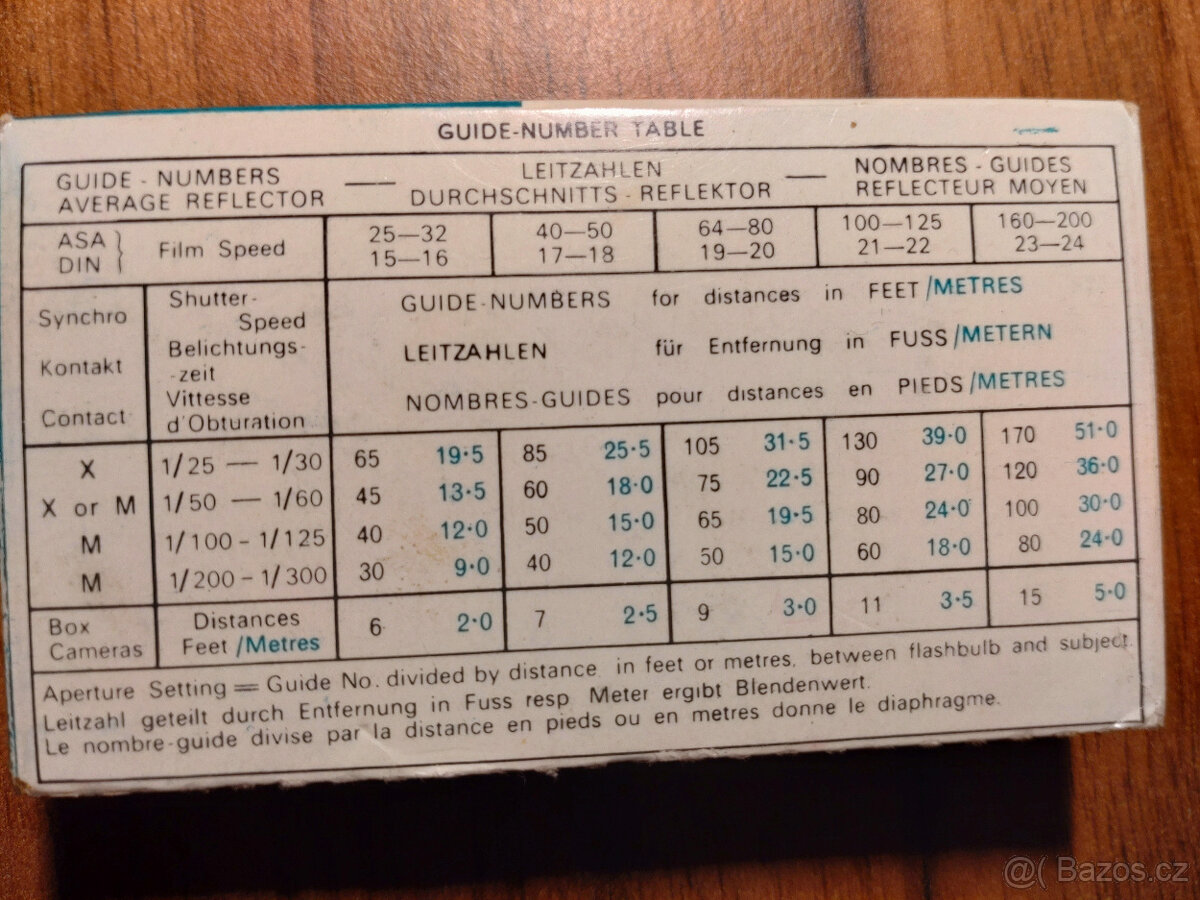 GUIDE-NUMBER TABLE
GUIDE - NUMBERS — LEITZAHLEN — NOMBRES - GUIDES
AVERAGE REFLECTOR DURCHSCHNITTS - REFLEKTOR REFLECTEUR MOYEN
ASA } Film Speed 25—32 40—50 64—80 100—125 160—200
DIN 15—16 17—18 19—20 21—22 23—24
Synchro
Kontakt
Contact
Shutter-
Speed
Belichtungs-
-zeit
Vittesse
d'Obturation
GUIDE-NUMBERS for distances in FEET/METRES
LEITZAHLEN für Entfernung in FUSS/METERN
NOMBRES-GUIDES pour distances en PIEDS/METRES
X 1/25 — 1/30 65 19·5 85 25·5 105 31·5 130 39·0 170 51·0
X or M 1/50 — 1/60 45 13·5 60 18·0 75 22·5 90 27·0 120 36·0
M 1/100 - 1/125 40 12·0 50 15·0 65 19·5 80 24·0 100 30·0
M 1/200 - 1/300 30 9·0 40 12·0 50 15·0 60 18·0 80 24·0
Box Cameras Distances Feet/Metres 6 2·0 7 2·5 9 3·0 11 3·5 15 5·0
Aperture Setting = Guide No. divided by distance in feet or metres, between flashbulb and subject.
Leitzahl geteilt durch Entfernung in Fuss resp Meter ergibt Blendenwert.
Le nombre-guide divise par la distance en pieds ou en metres donne le diaphragme.
@( Bazos.cz